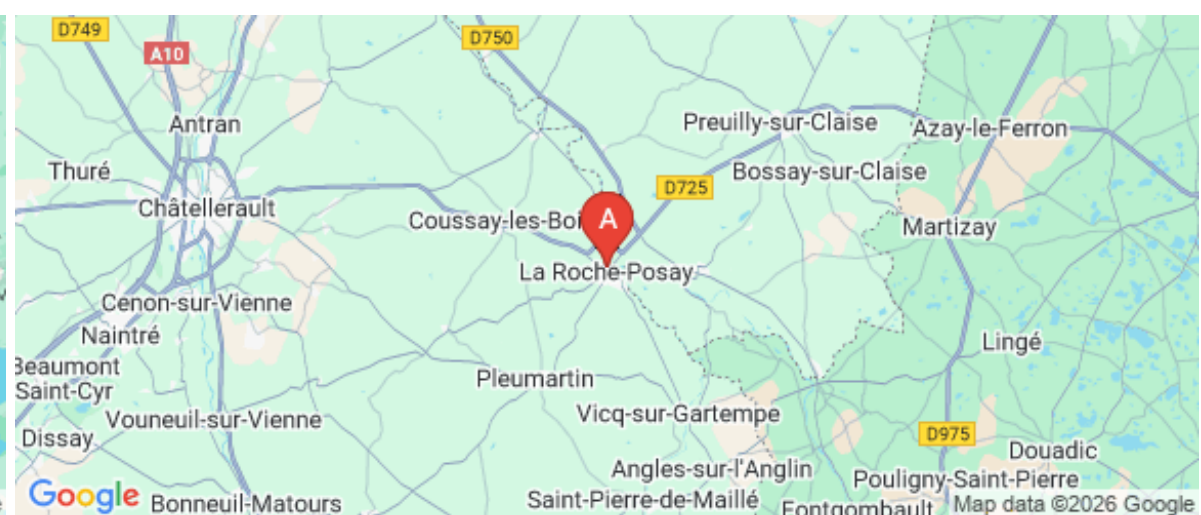 D749
D750
A10
Antran
Preuilly-sur-Claise
Azay-le-Ferron
Thuré
Bossay-sur-Claise
D725
Châtellerault
Coussay-les-Boi
A
Martizay
La Roche-Posay
Cenon-sur-Vienne
Naintré
Lingé
Beaumont
Saint-Cyr
Pleumartin
Vouneuil-sur-Vienne
Vicq-sur-Gartempe
Dissay
D975
Douadic
Angles-sur-l'Anglin
Pouligny-Saint-Pierre
Google
Bonneuil-Matours
Saint-Pierre-de-Maillé
Fontgombault
Map data ©2026 Google